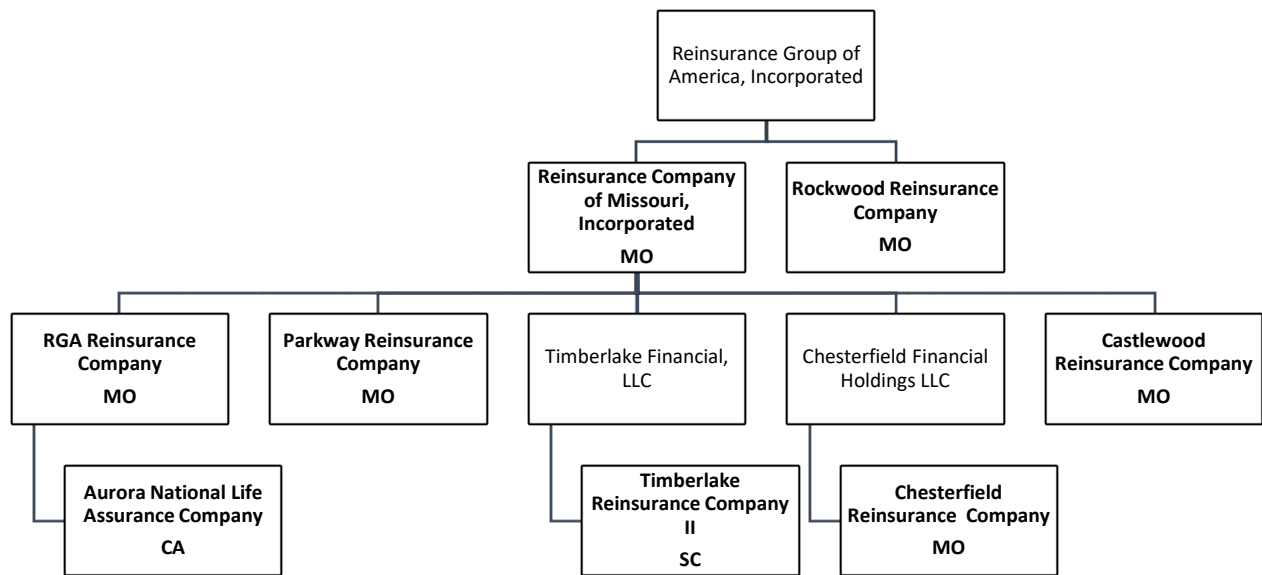 Reinsurance Group of
America, Incorporated
Reinsurance Company
of Missouri,
Incorporated
MO
Rockwood Reinsurance
Company
MO
RGA Reinsurance
Company
MO
Parkway Reinsurance
Company
MO
Timberlake Financial,
LLC
Chesterfield Financial
Holdings LLC
Castlewood
Reinsurance Company
MO
Aurora National Life
Assurance Company
CA
Timberlake
Reinsurance Company
II
SC
Chesterfield
Reinsurance Company
MO